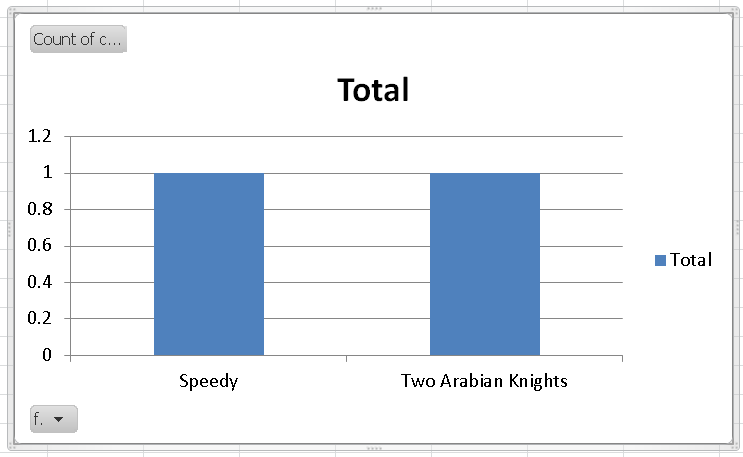 Count of c...
Total
1.2
1
0.8
0.6
0.4
0.2
0
Total
Speedy
Two Arabian Knights
f.